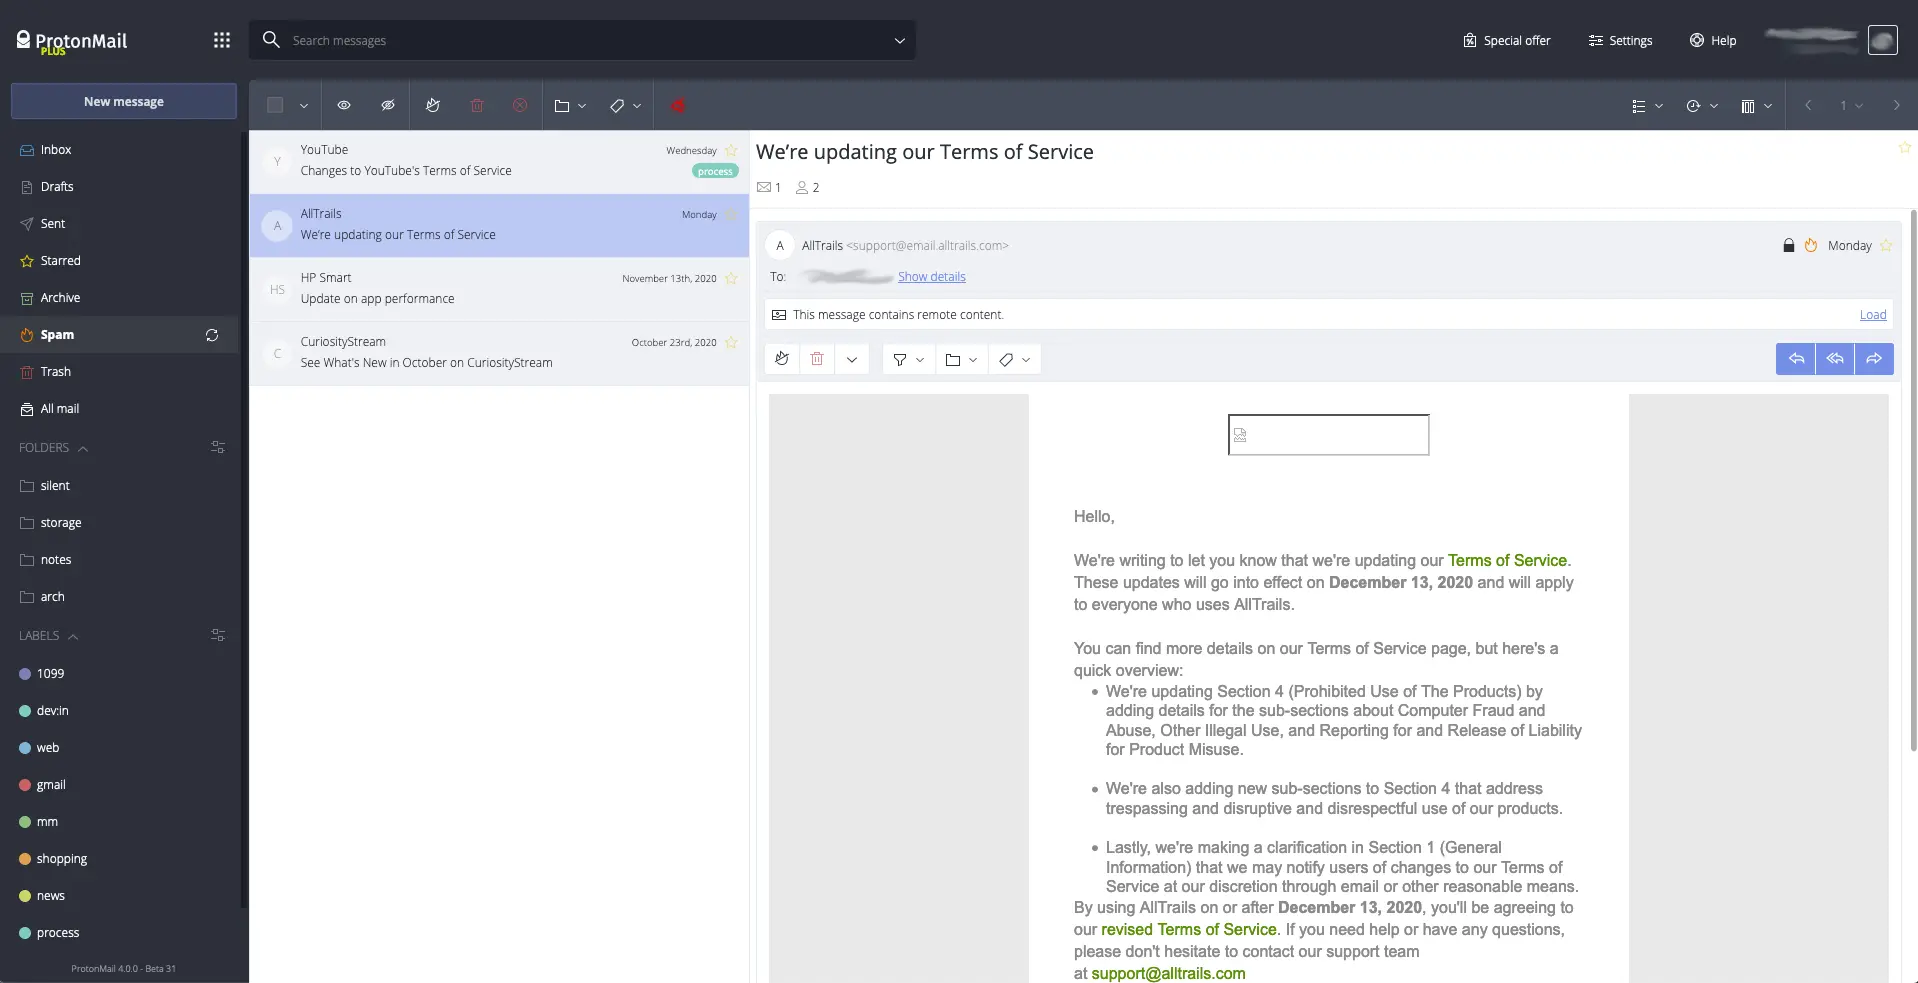 ProtonMail
PLUS
Search messages
Special offer
Settings
Help
New message
Inbox
Drafts
Sent
Starred
Archive
Spam
Trash
All mail
FOLDERS
silent
storage
notes
arch
LABELS
1099
dev:in
web
gmail
mm
shopping
news
process
ProtonMail 4.0.0 - Beta 31
1
Y
YouTube
Wednesday
Changes to YouTube's Terms of Service
process
A
AllTrails
Monday
We're updating our Terms of Service
HS
HP Smart
November 13th, 2020
Update on app performance
C
CuriosityStream
October 23rd, 2020
See What's New in October on CuriosityStream
We're updating our Terms of Service
1
2
A
AllTrails <support@email.alltrails.com>
Monday
To:
Show details
This message contains remote content.
Load
Hello,
We're writing to let you know that we're updating our Terms of Service.
These updates will go into effect on December 13, 2020 and will apply
to everyone who uses AllTrails.
You can find more details on our Terms of Service page, but here's a
quick overview:
• We're updating Section 4 (Prohibited Use of The Products) by
adding details for the sub-sections about Computer Fraud and
Abuse, Other Illegal Use, and Reporting for and Release of Liability
for Product Misuse.
• We're also adding new sub-sections to Section 4 that address
trespassing and disruptive and disrespectful use of our products.
• Lastly, we're making a clarification in Section 1 (General
Information) that we may notify users of changes to our Terms of
Service at our discretion through email or other reasonable means.
By using AllTrails on or after December 13, 2020, you'll be agreeing to
our revised Terms of Service. If you need help or have any questions,
please don't hesitate to contact our support team
at support@alltrails.com